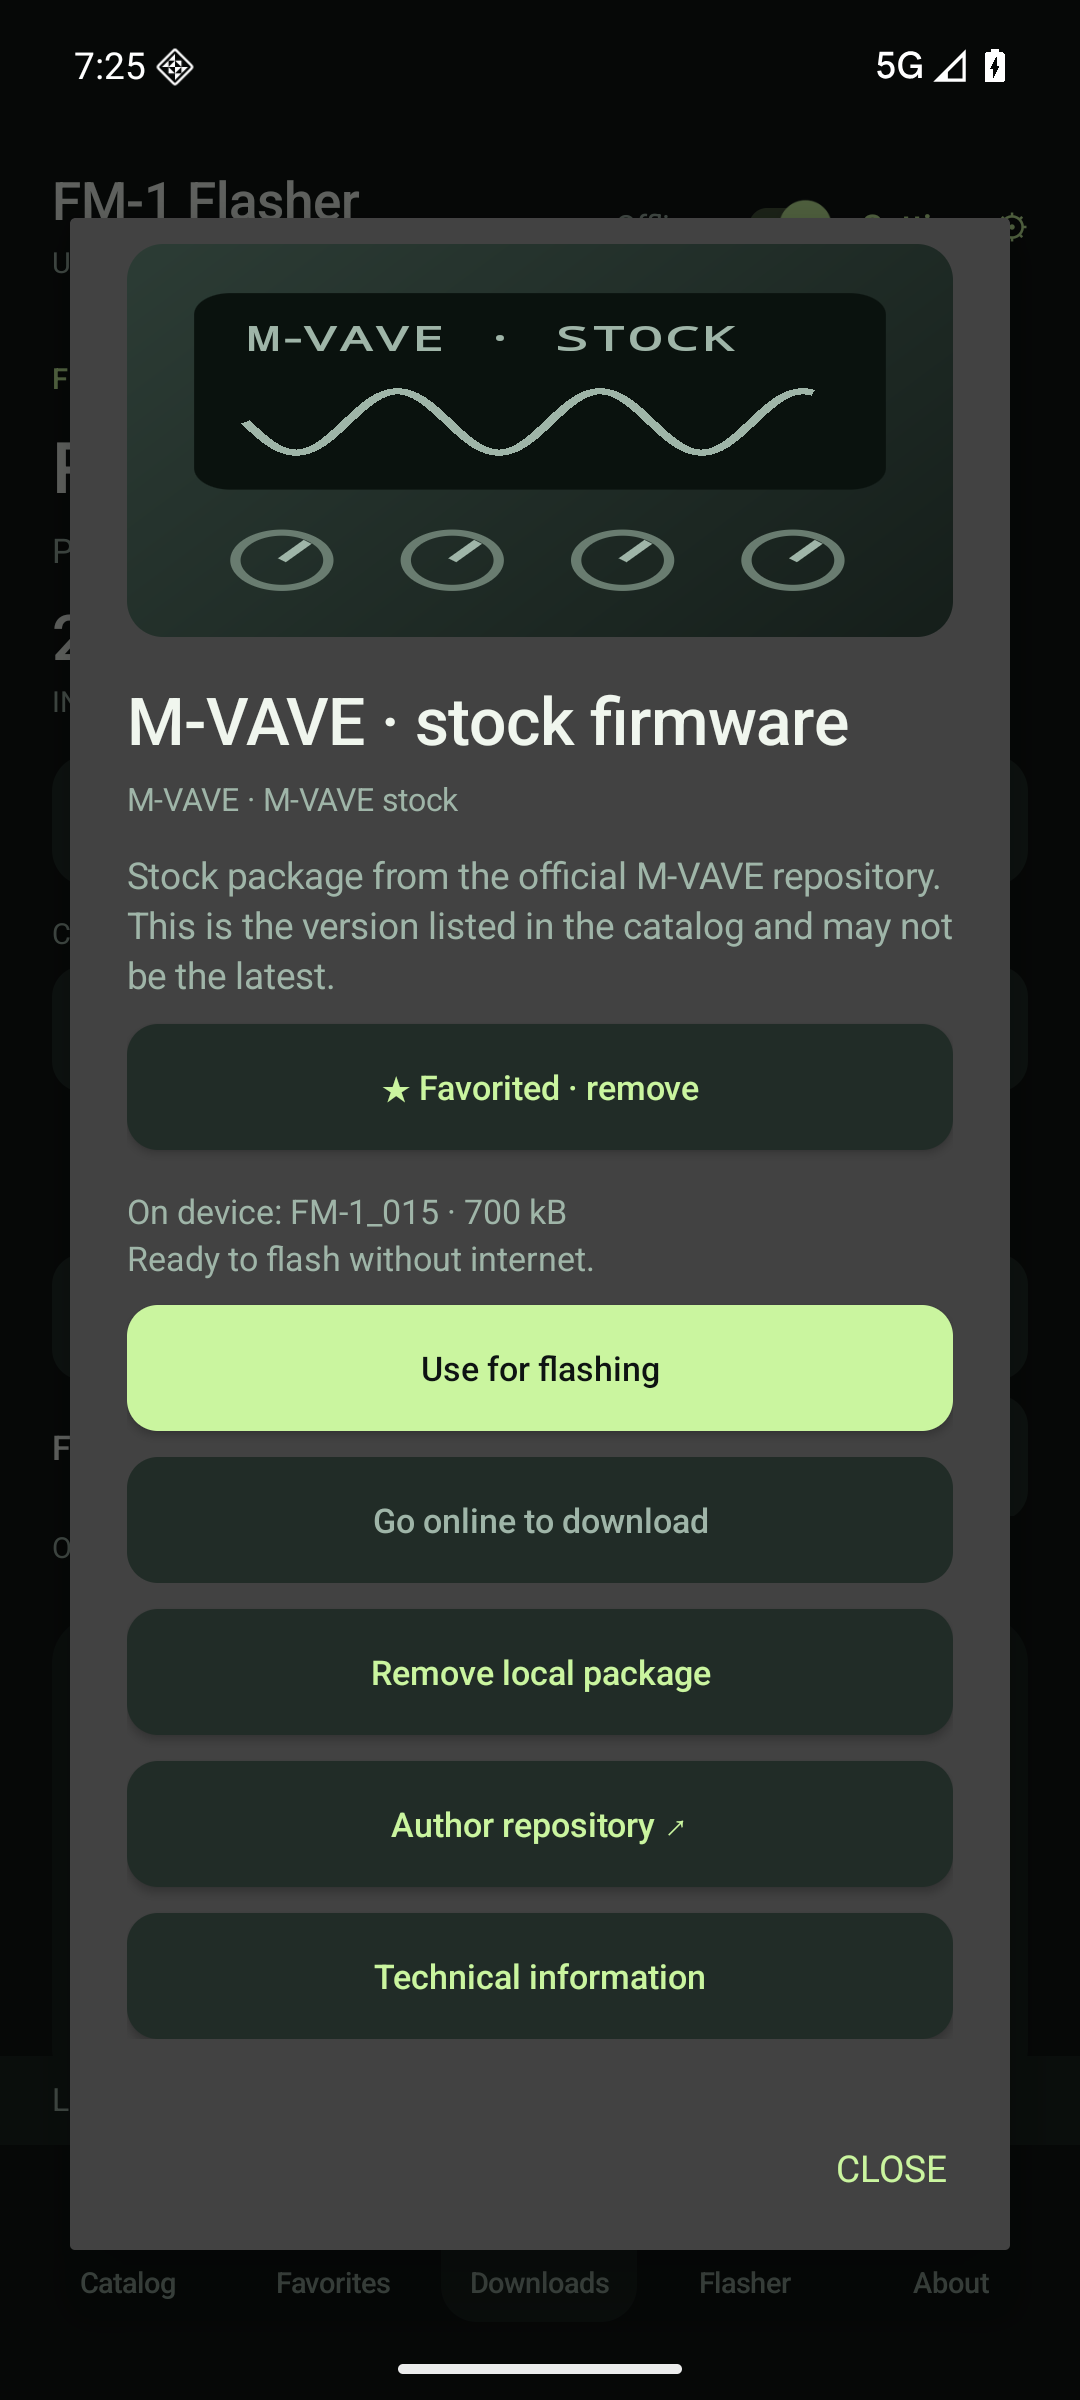 7:25
5G
FM-1 Flasher
M-VAVE · STOCK
M-VAVE · stock firmware
M-VAVE · M-VAVE stock
Stock package from the official M-VAVE repository.
This is the version listed in the catalog and may not
be the latest.
★ Favorited · remove
On device: FM-1_015 · 700 kB
Ready to flash without internet.
Use for flashing
Go online to download
Remove local package
Author repository ↗
Technical information
CLOSE
Catalog
Favorites
Downloads
Flasher
About